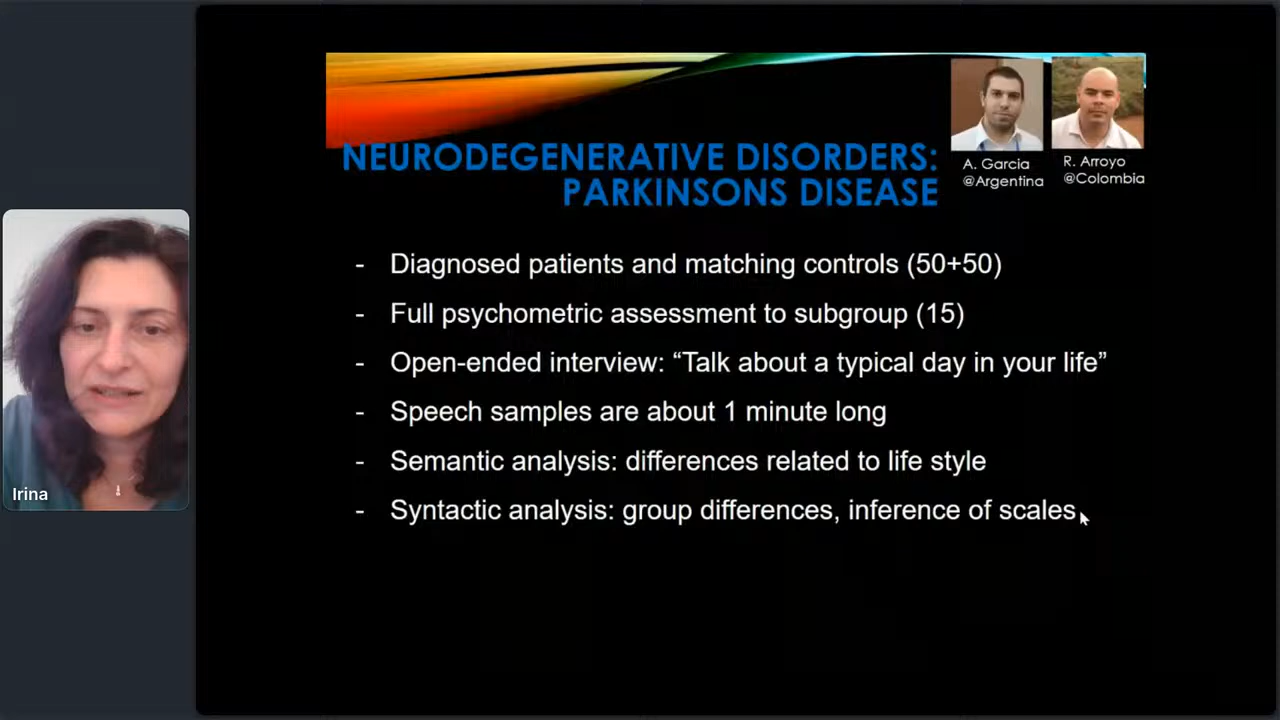 NEURODEGENERATIVE DISORDERS:
PARKINSONS DISEASE
A. Garcia
@Argentina
R. Arroyo
@Colombia
- Diagnosed patients and matching controls (50+50)
- Full psychometric assessment to subgroup (15)
- Open-ended interview: “Talk about a typical day in your life”
- Speech samples are about 1 minute long
- Semantic analysis: differences related to life style
- Syntactic analysis: group differences, inference of scales
Irina